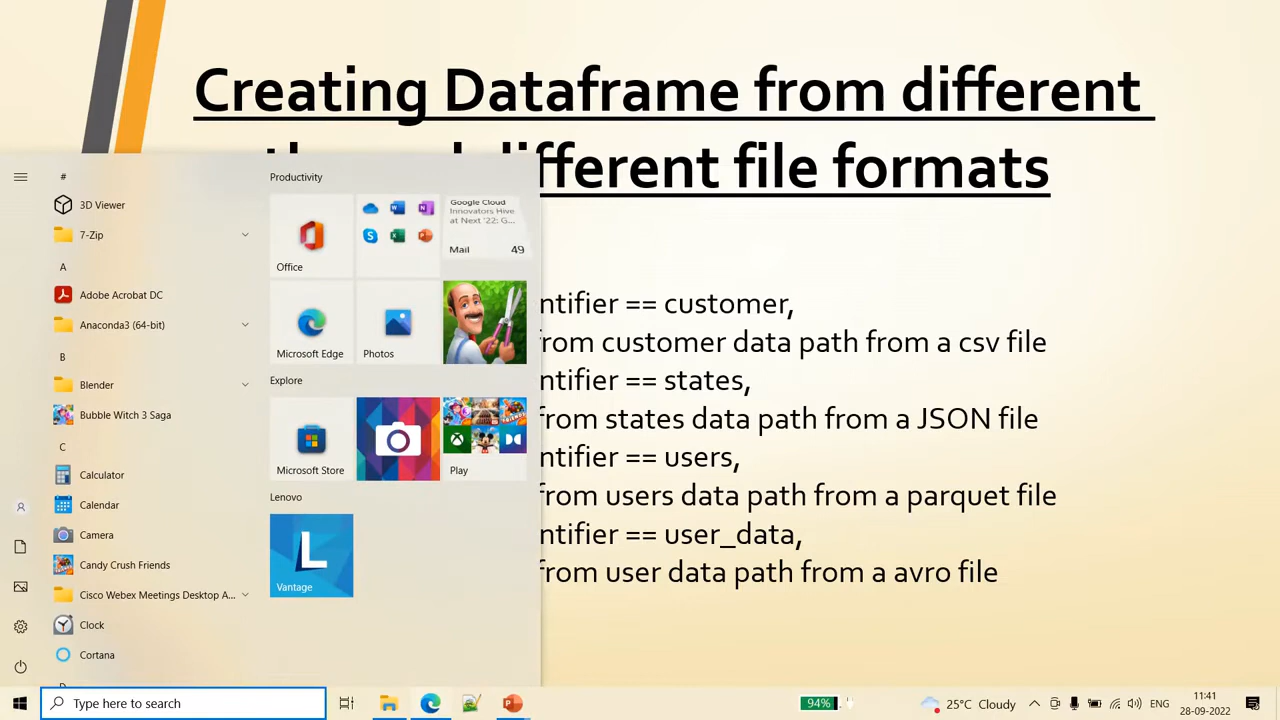 Creating Dataframe from different
different file formats
ntifier == customer,
from customer data path from a csv file
ntifier == states,
from states data path from a JSON file
ntifier == users,
from users data path from a parquet file
ntifier == user_data,
from user data path from a avro file
#
3D Viewer
7-Zip
A
Adobe Acrobat DC
Anaconda3 (64-bit)
B
Blender
Bubble Witch 3 Saga
C
Calculator
Calendar
Camera
Candy Crush Friends
Cisco Webex Meetings Desktop A...
Clock
Cortana
Productivity
Office
Google Cloud
Innovators Hive
at Next '22: G...
Mail 49
Microsoft Edge
Photos
Explore
Microsoft Store
Play
Lenovo
L
Vantage
Type here to search
94%
25°C Cloudy
ENG
11:41
28-09-2022